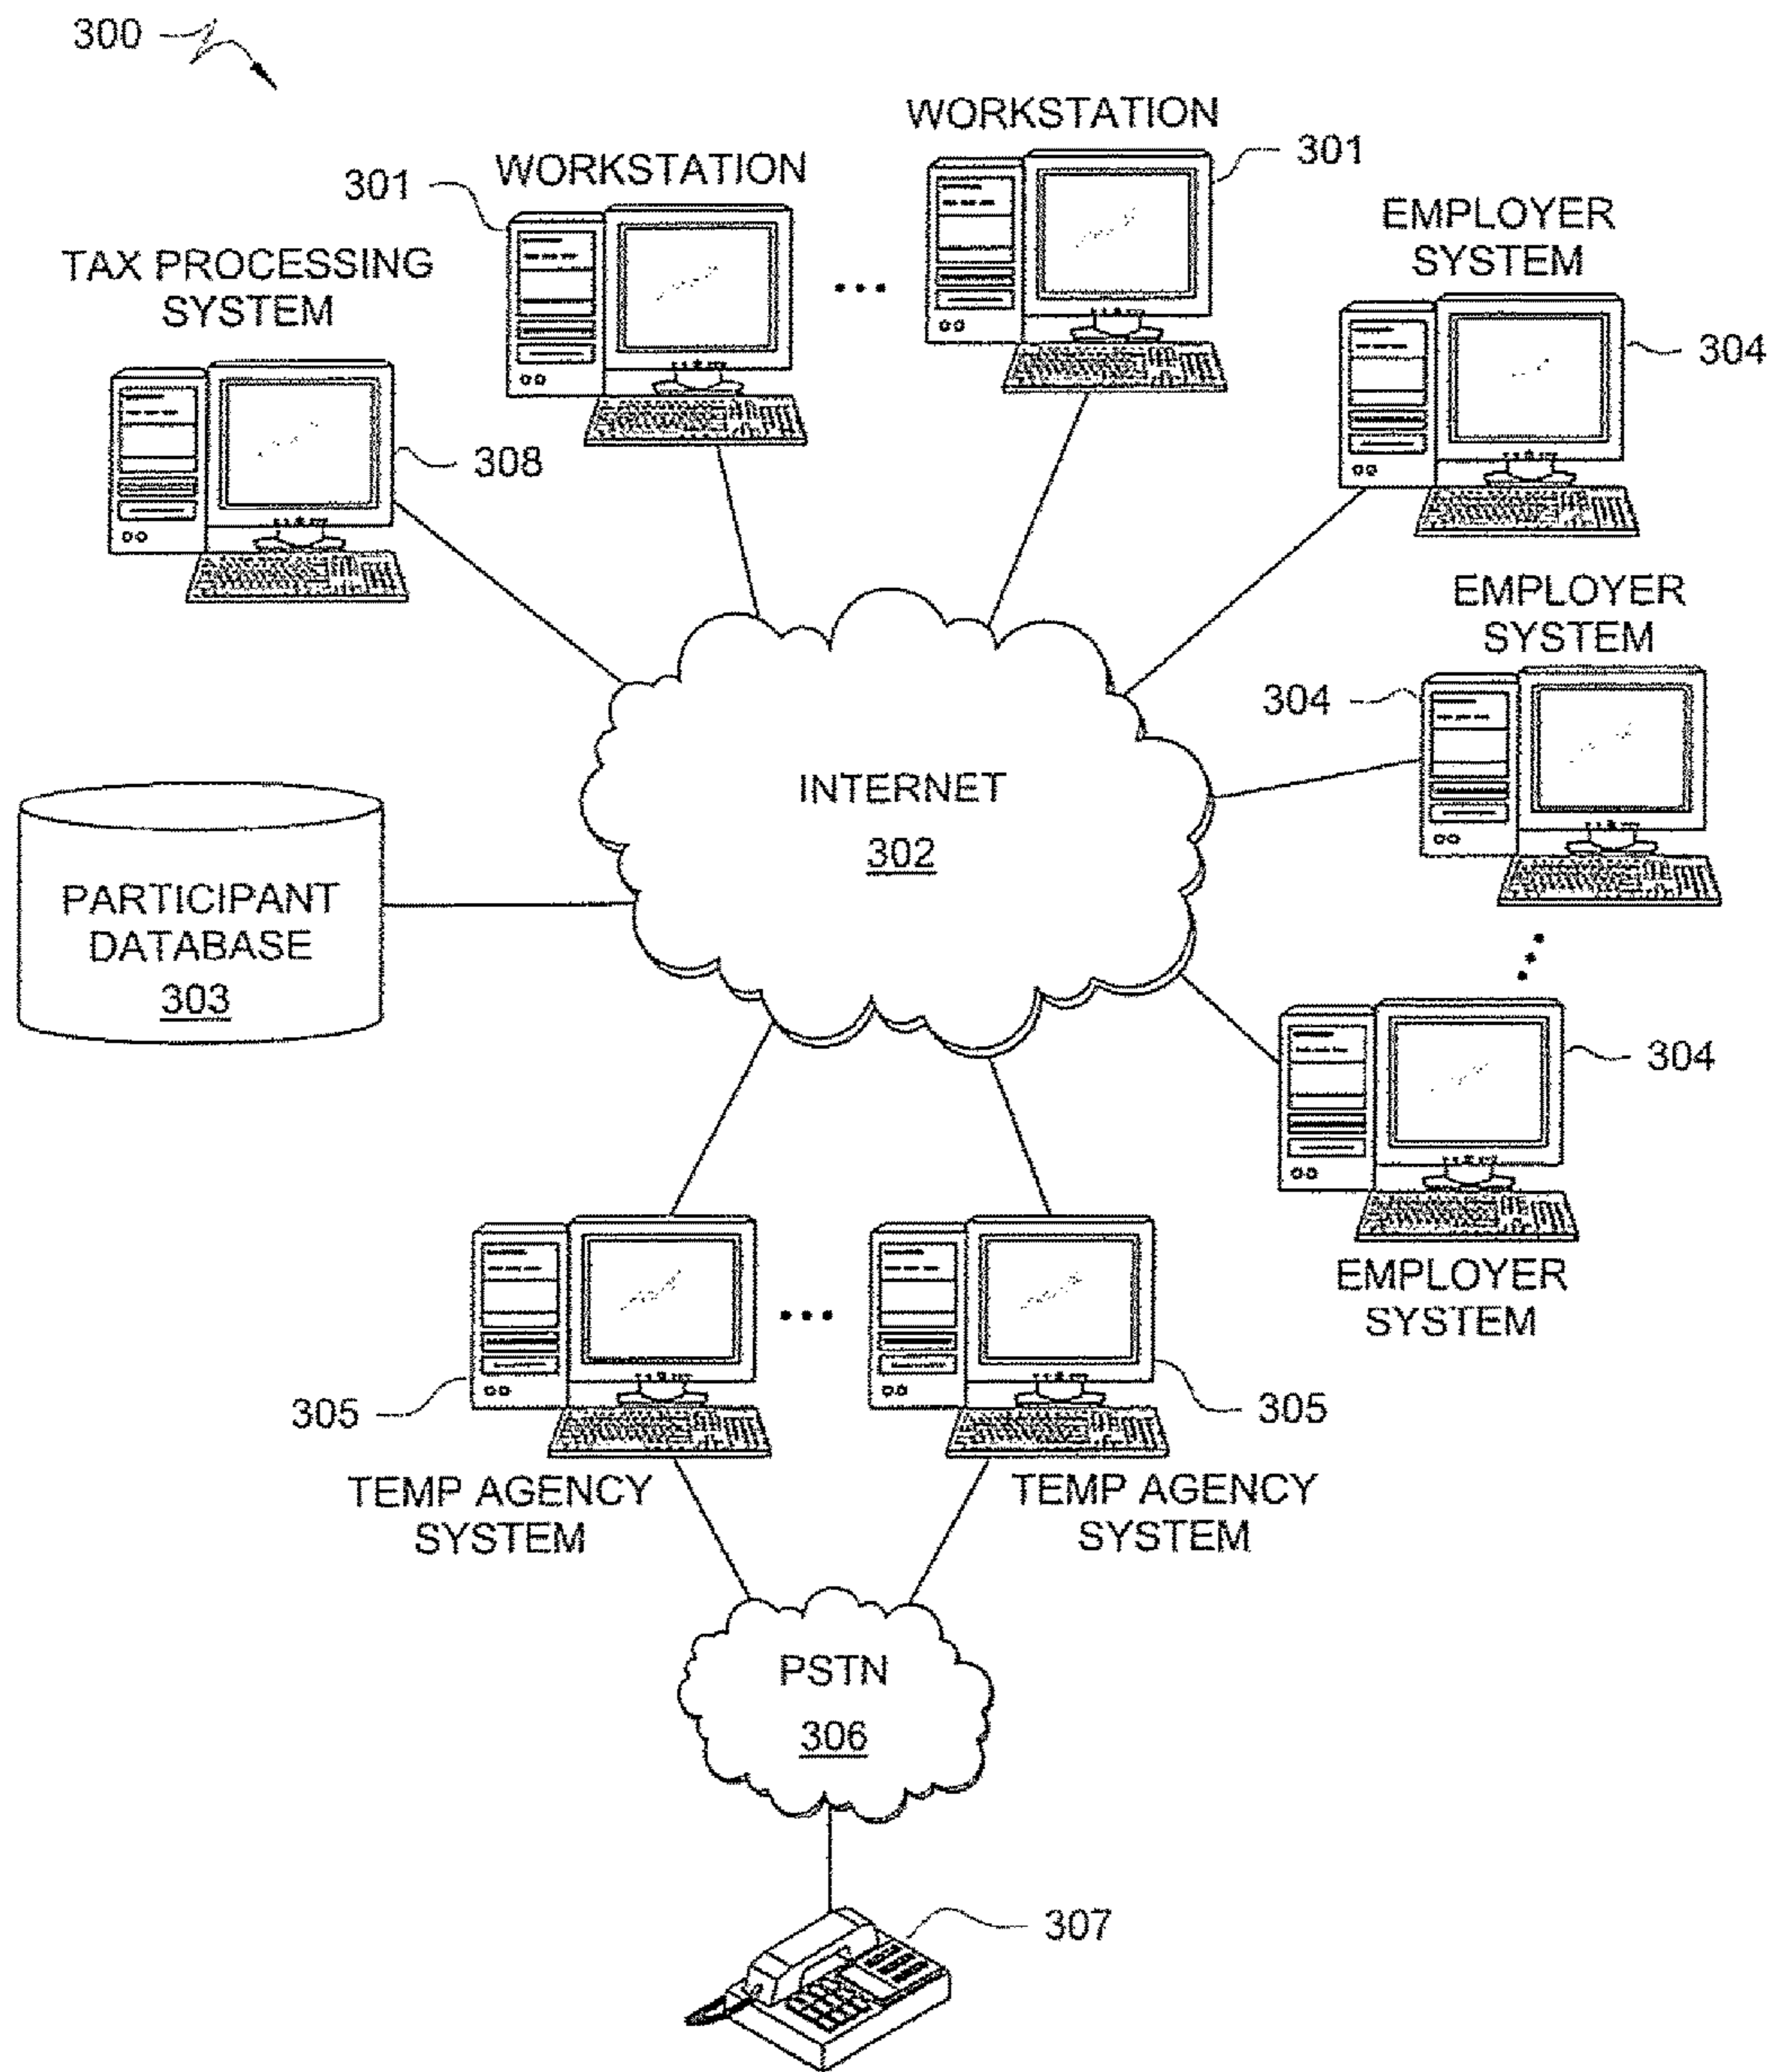 300
WORKSTATION
301
WORKSTATION
301
EMPLOYER
SYSTEM
304
TAX PROCESSING
SYSTEM
308
EMPLOYER
SYSTEM
304
INTERNET
302
PARTICIPANT
DATABASE
303
304
EMPLOYER
SYSTEM
305
TEMP AGENCY
SYSTEM
305
TEMP AGENCY
SYSTEM
PSTN
306
307